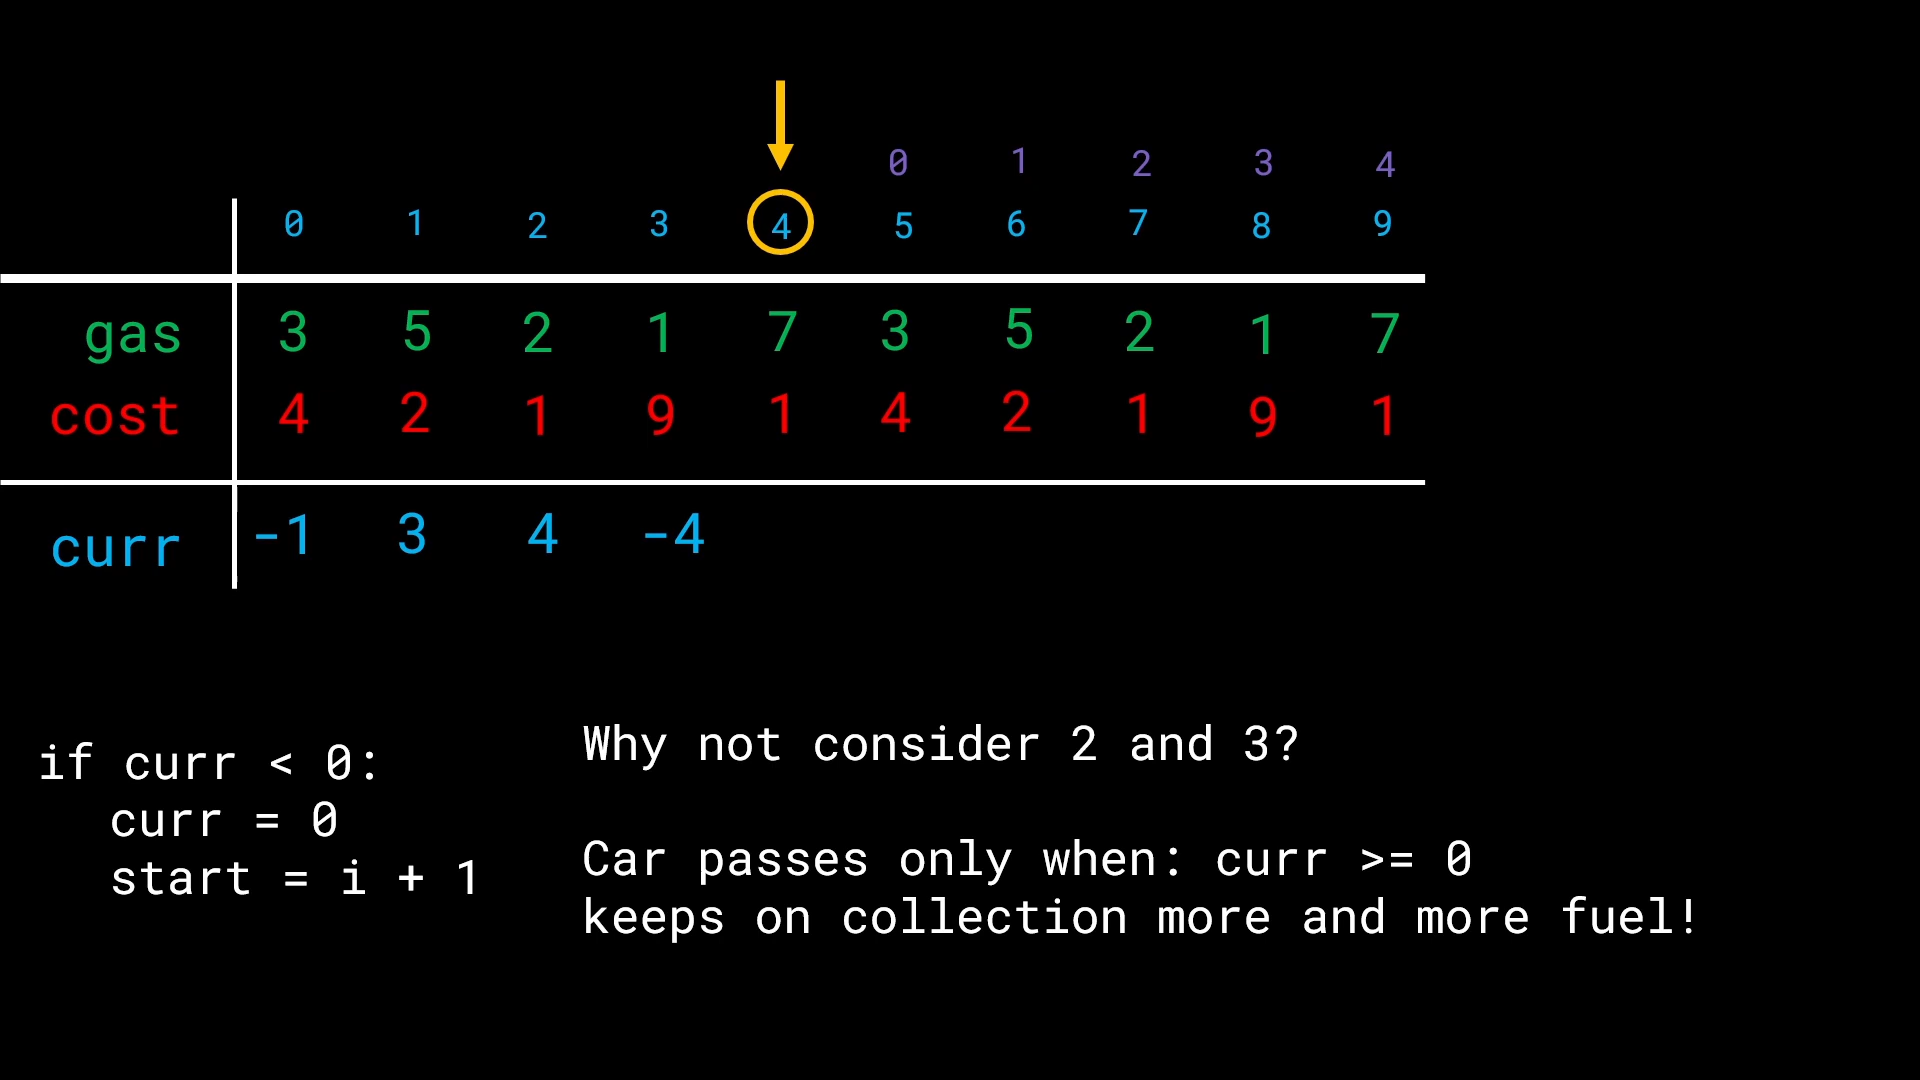 0 1 2 3 4
0 1 2 3 4 5 6 7 8 9
gas 3 5 2 1 7 3 5 2 1 7
cost 4 2 1 9 1 4 2 1 9 1
curr -1 3 4 -4
if curr < 0:
curr = 0
start = i + 1
Why not consider 2 and 3?
Car passes only when: curr >= 0
keeps on collection more and more fuel!